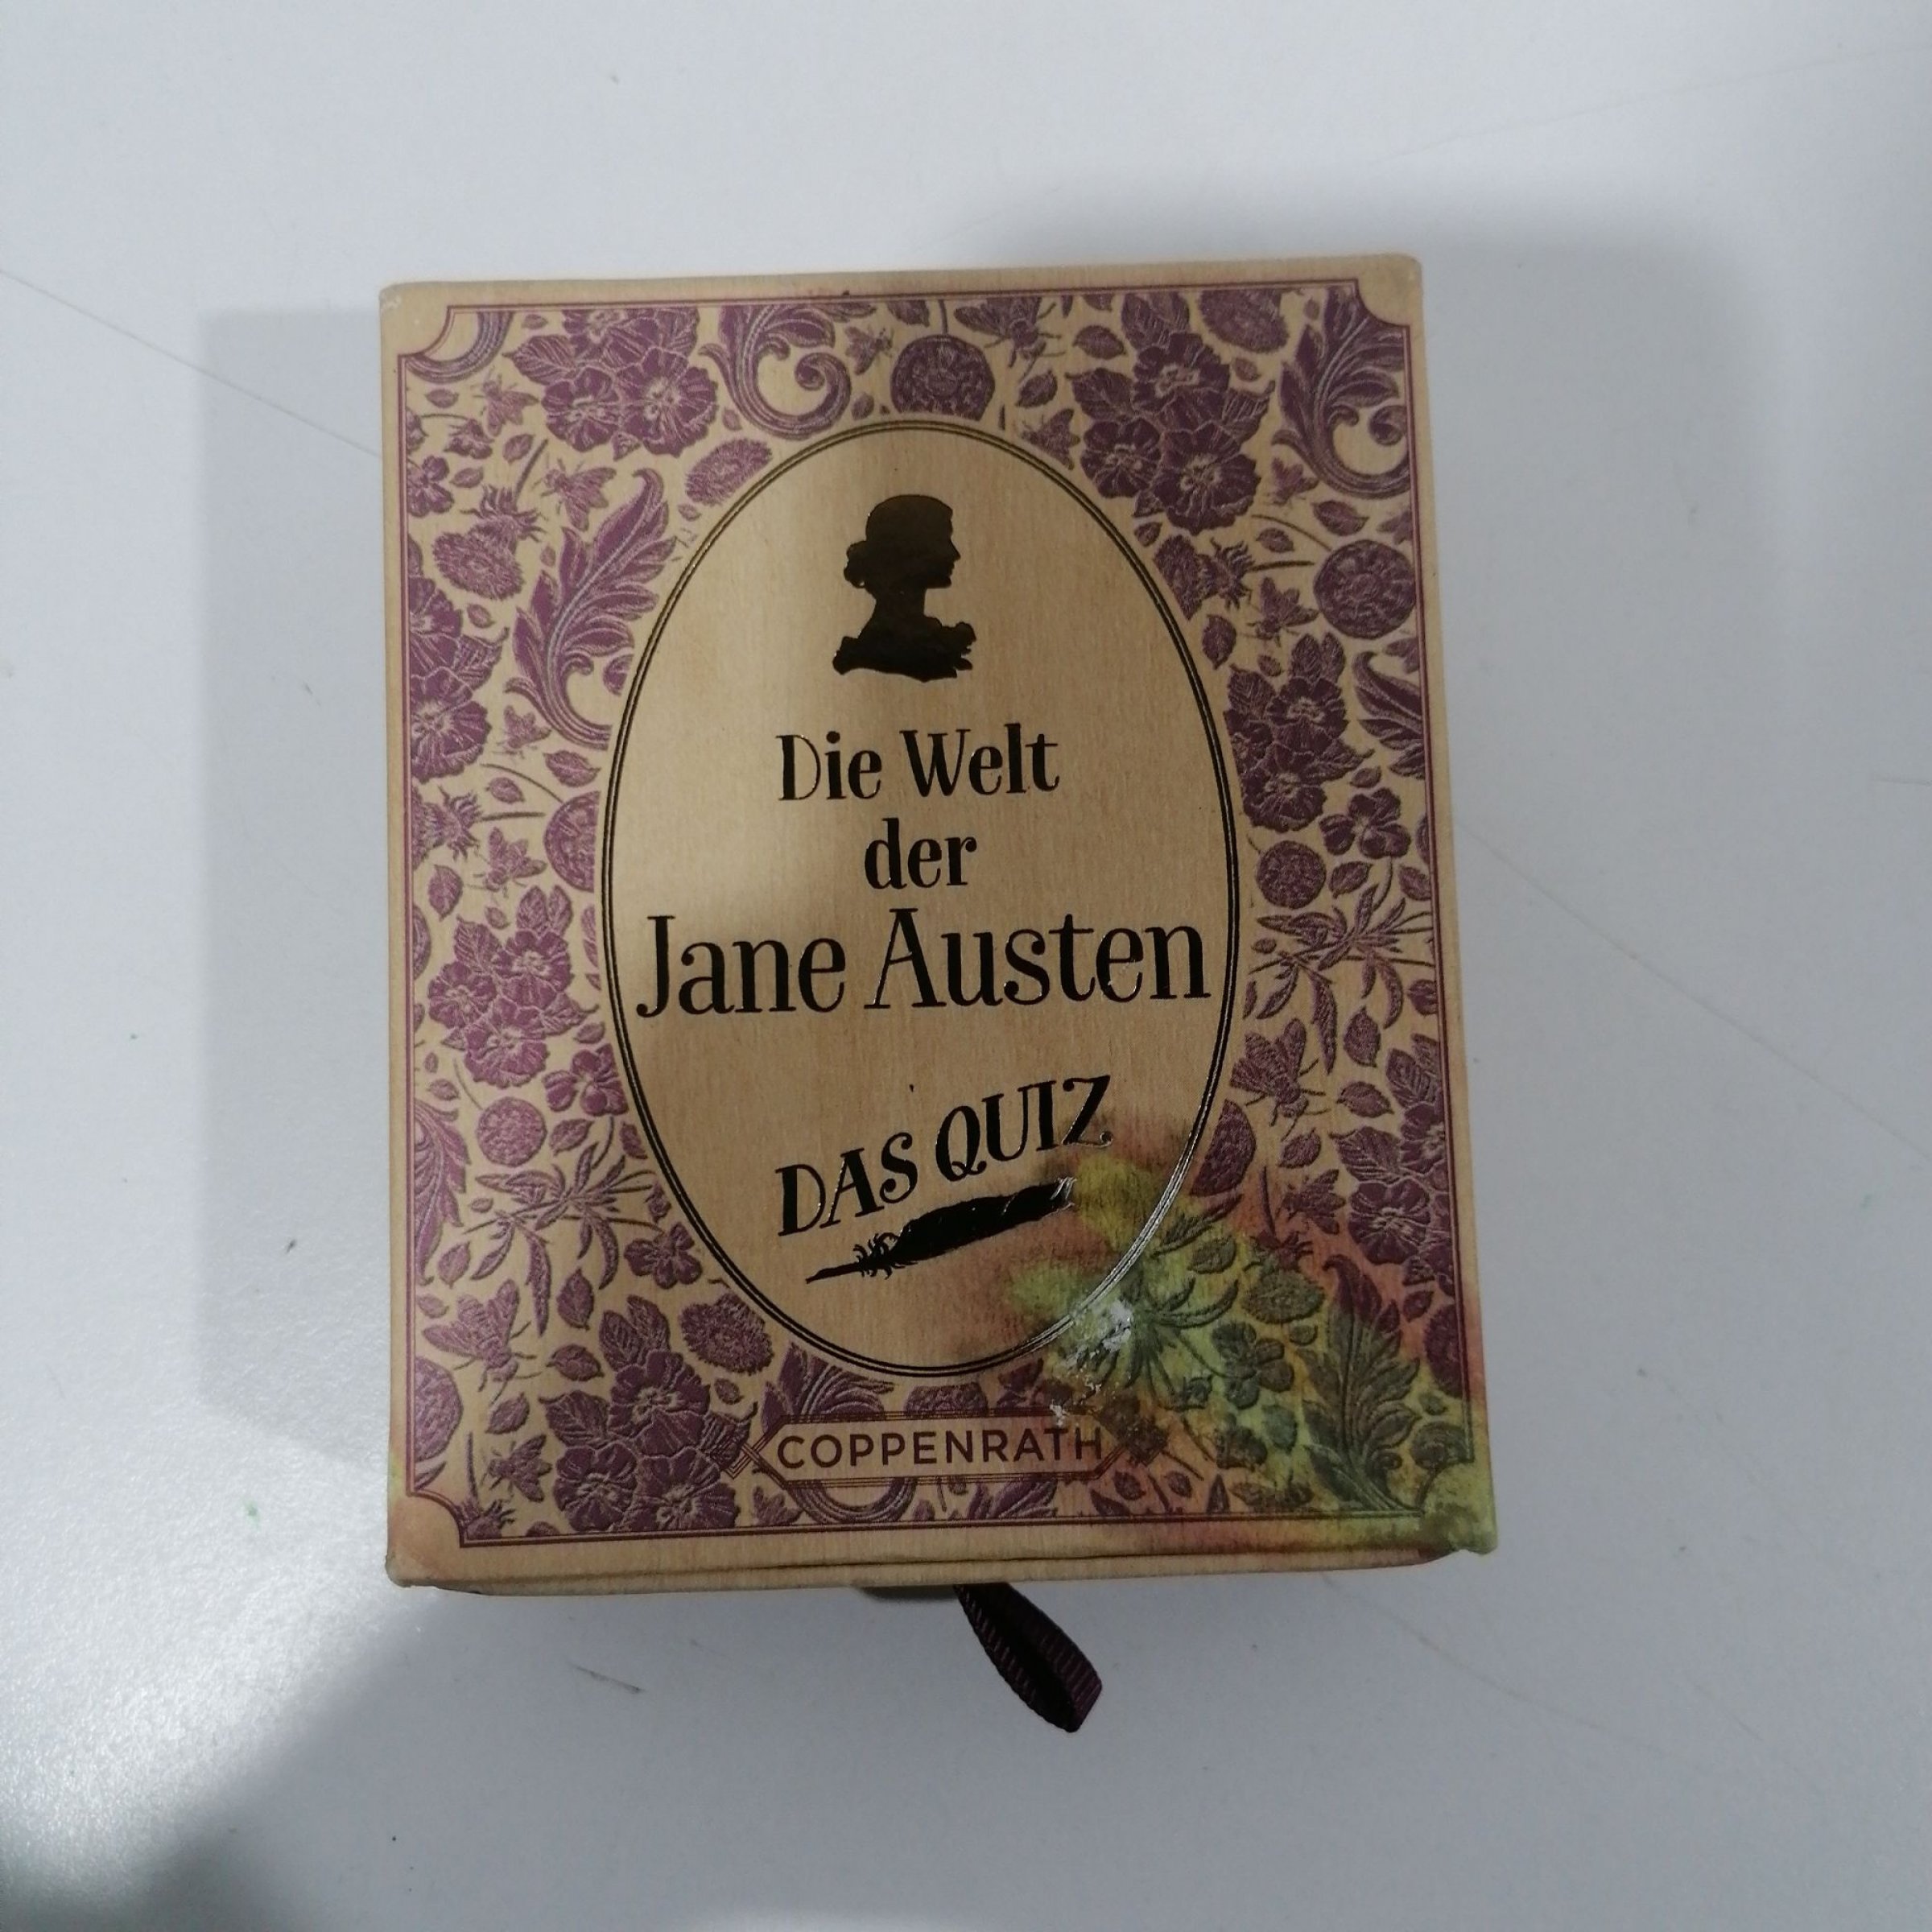 Die Welt
der
Jane Austen
DAS QUIZ
COPPENRATH